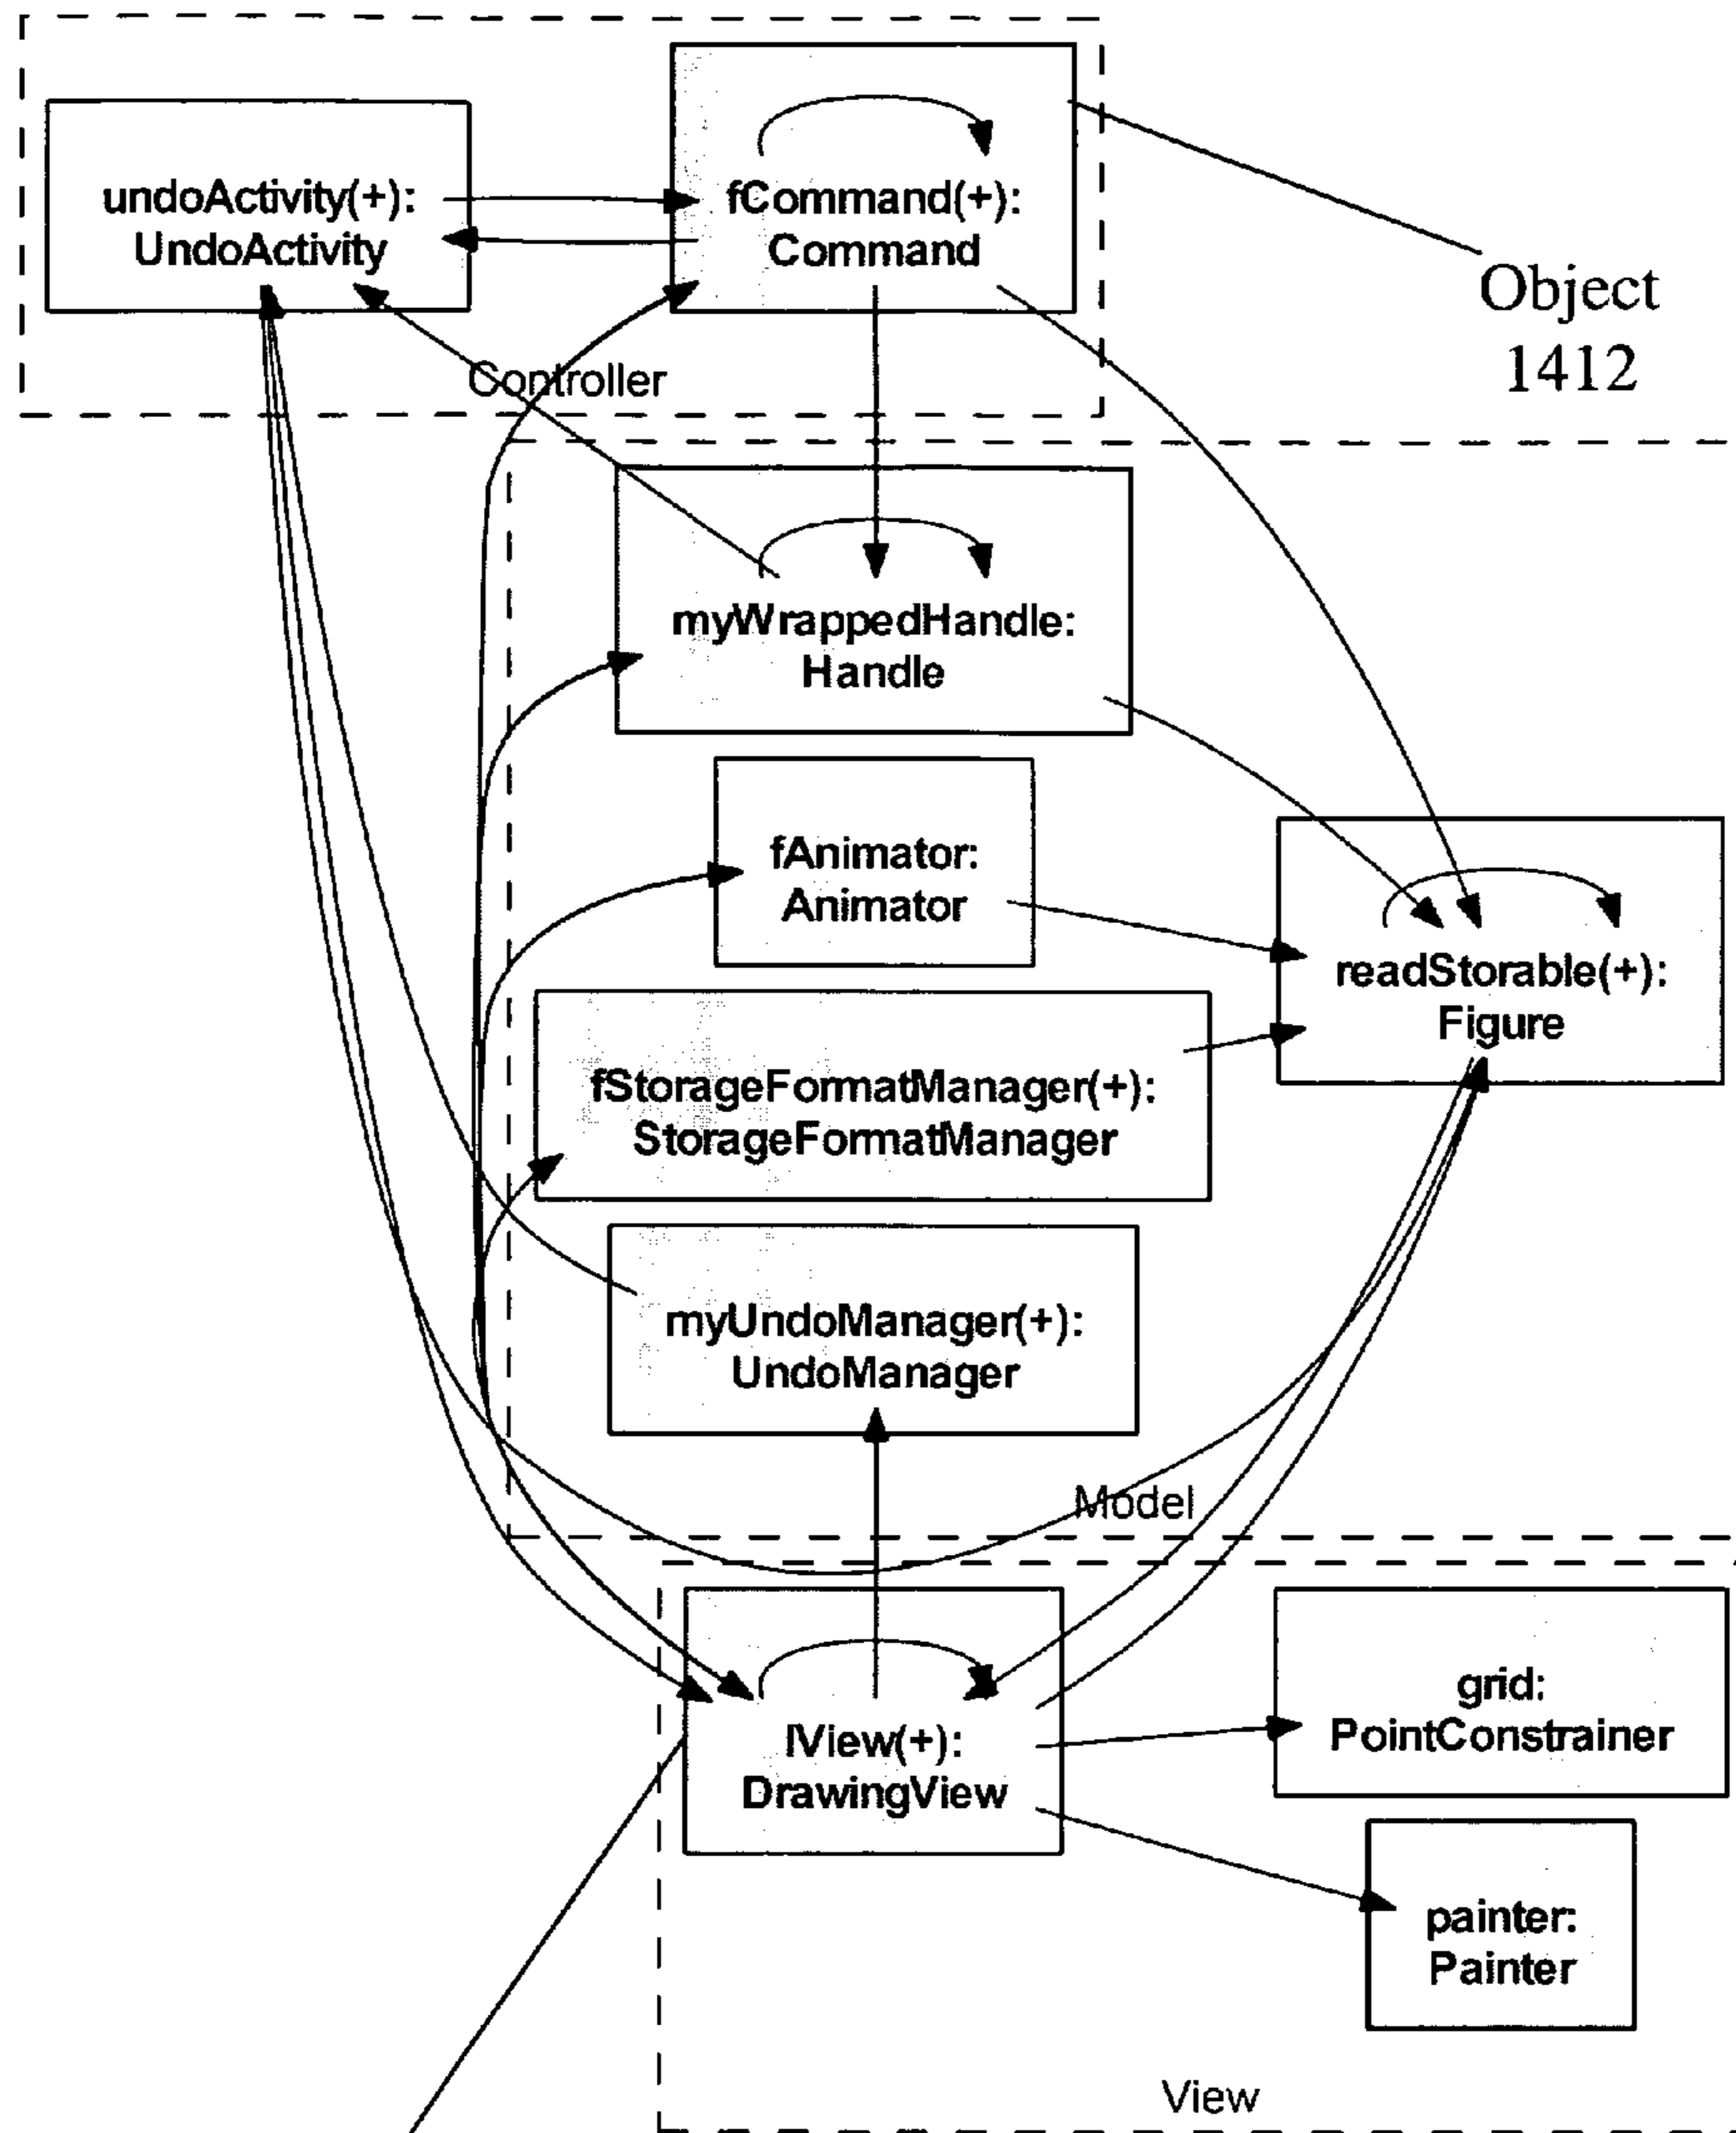 undoActivity(+):
UndoActivity
fCommand(+):
Command
Object
1412
Controller
myWrappedHandle:
Handle
fAnimator:
Animator
readStorable(+):
Figure
fStorageFormatManager(+):
StorageFormatManager
myUndoManager(+):
UndoManager
Model
lView(+):
DrawingView
grid:
PointConstrainer
painter:
Painter
View